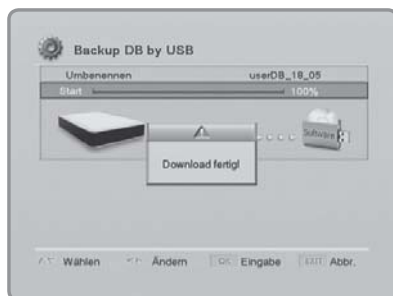 Backup DB by USB
Umbenennen userDB_18_05
Start 100%
Software
Download fertig!
Wählen Ändern OK Eingabe EXIT Abbr.